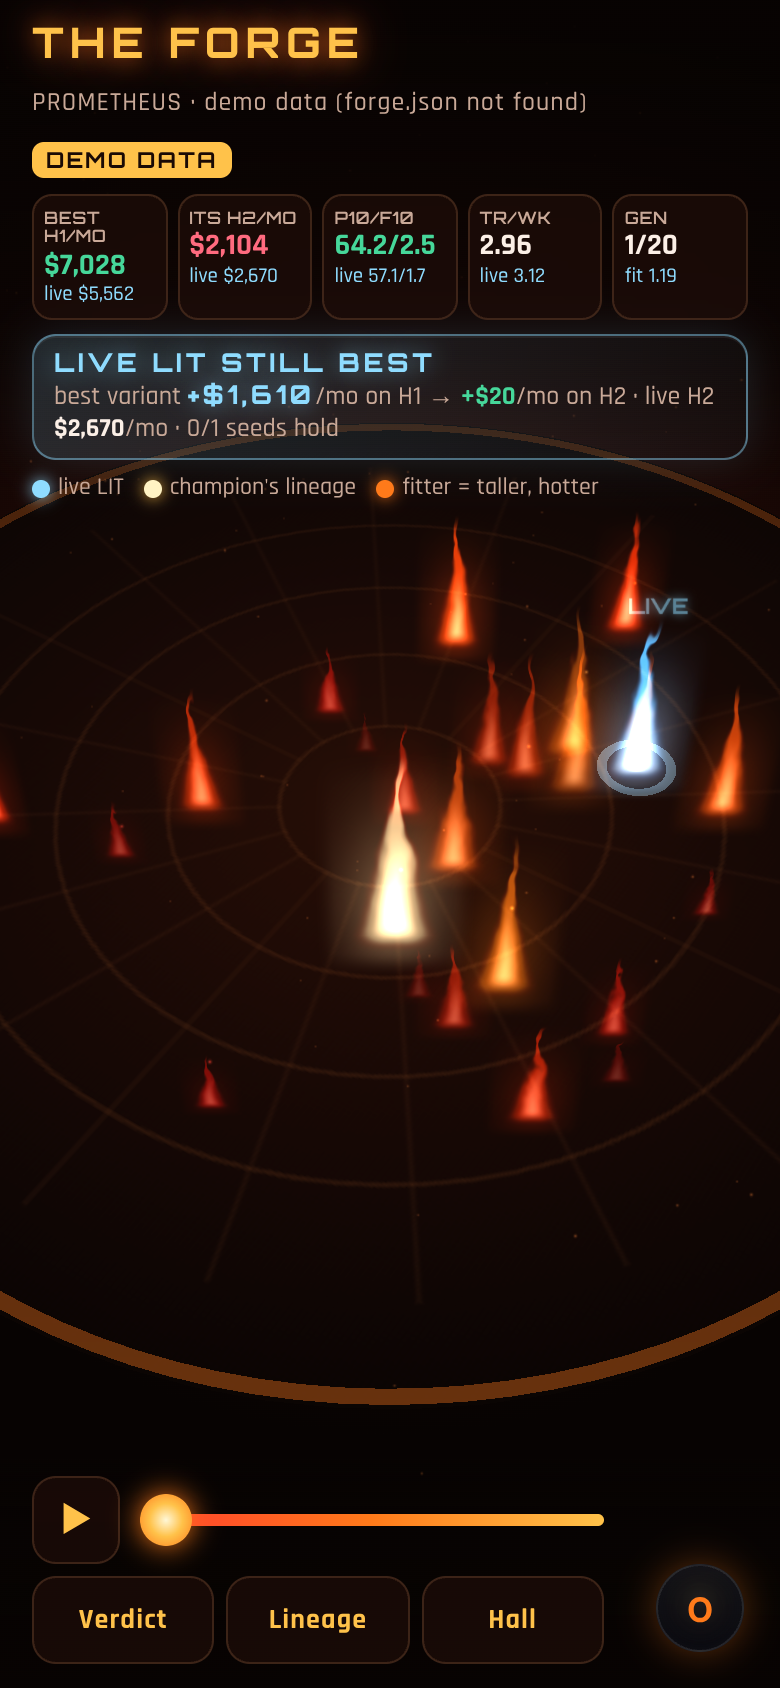 THE FORGE
PROMETHEUS · demo data (forge.json not found)
DEMO DATA
BEST H1/MO
$7,028
live $5,562
ITS H2/MO
$2,104
live $2,670
P10/F10
64.2/2.5
live 57.1/1.7
TR/WK
2.96
live 3.12
GEN
1/20
fit 1.19
LIVE LIT STILL BEST
best variant +$1,610/mo on H1 → +$20/mo on H2 · live H2
$2,670/mo · 0/1 seeds hold
live LIT champion's lineage fitter = taller, hotter
LIVE
Verdict Lineage Hall
O